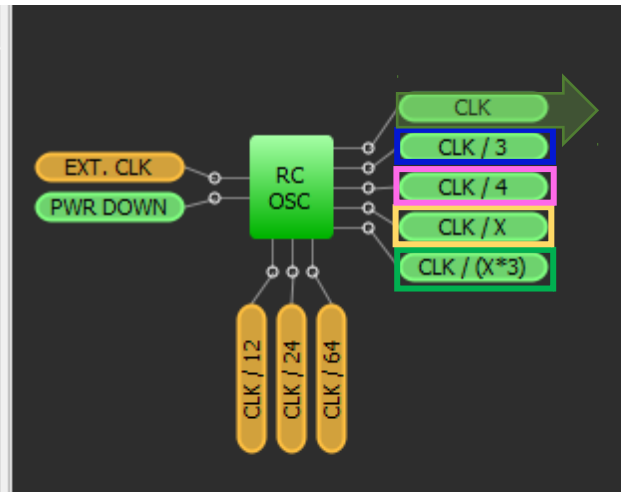 CLK
CLK / 3
EXT. CLK
RC
OSC
CLK / 4
PWR DOWN
CLK / X
CLK / (X*3)
CLK / 12
CLK / 24
CLK / 64